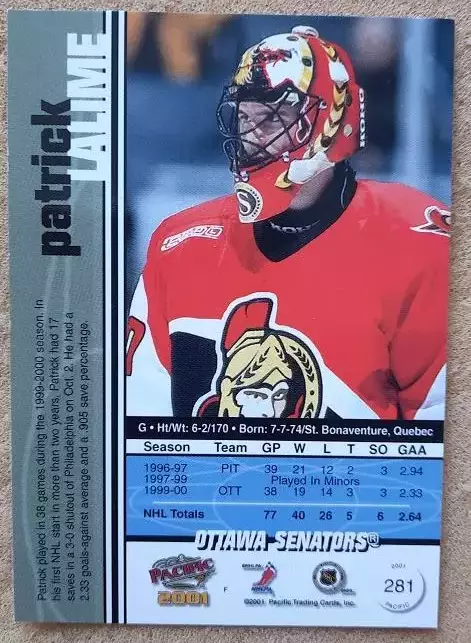 patrick
LALIME
Patrick played in 38 games during the 1999-2000 season. In
his first NHL start in more than two years, Patrick had 17
saves in a 3-0 shutout of Philadelphia on Oct. 2. He had a
2.33 goals-against average and a .905 save percentage.
KOHO
G • Ht/Wt: 6-2/170 • Born: 7-7-74/St. Bonaventure, Quebec
Season Team GP W L T SO GAA
1996-97 PIT 39 21 12 2 3 2.94
1997-99 Played In Minors
1999-00 OTT 38 19 14 3 3 2.33
NHL Totals 77 40 26 5 6 2.64
OTTAWA SENATORS®
PACIFIC
2001
F
NHLPA
©2001. Pacific Trading Cards, Inc.
2001
281
PACIFIC